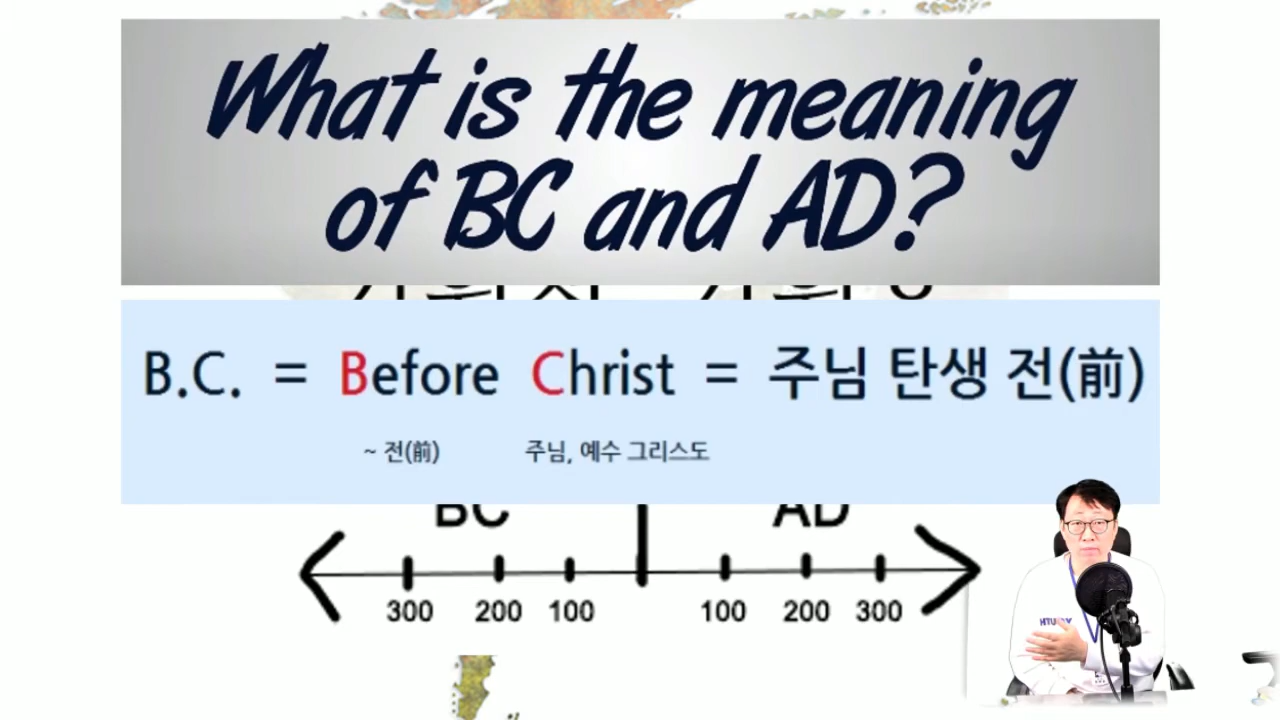 What is the meaning
of BC and AD?
B.C. = Before Christ = 주님 탄생 전(前)
~ 전(前) 주님, 예수 그리스도
BC AD
300 200 100 100 200 300